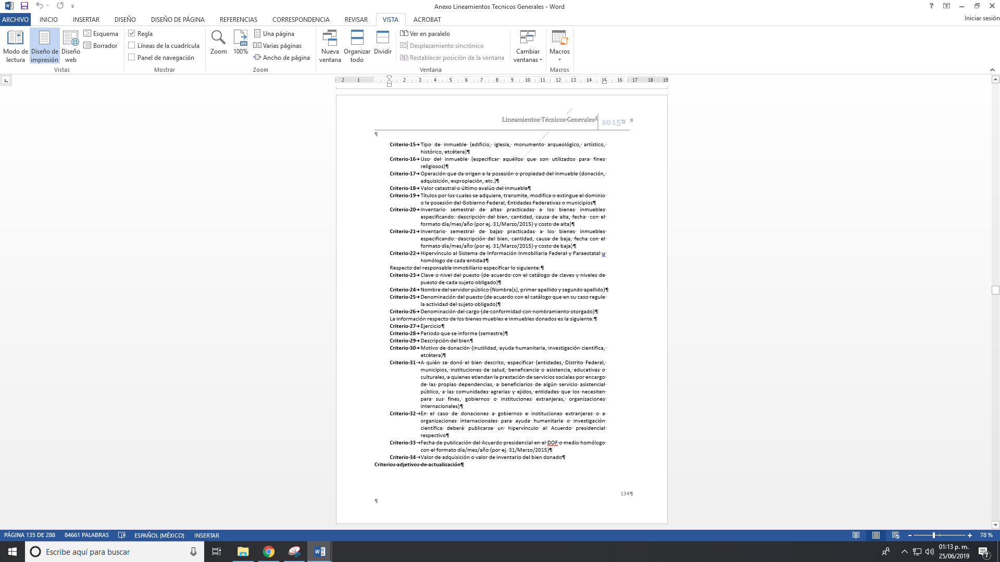 Anexo Lineamientos Tecnicos Generales - Word
ARCHIVO INICIO INSERTAR DISEÑO DISEÑO DE PÁGINA REFERENCIAS CORRESPONDENCIA REVISAR VISTA ACROBAT Iniciar sesión
Modo de lectura
Diseño de impresión
Diseño web
Esquema
Borrador
Vistas
Regla
Líneas de la cuadrícula
Panel de navegación
Mostrar
Zoom
100%
Una página
Varias páginas
Ancho de página
Zoom
Nueva ventana
Organizar todo
Dividir
Ver en paralelo
Desplazamiento sincrónico
Restablecer posición de la ventana
Ventana
Cambiar ventanas
Macros
Macros
2 1 2 3 4 5 6 7 8 9 10 11 12 13 14 15 16 17 18 19
Lineamientos Técnicos Generales 2015
Criterio 15 Tipo de inmueble (edificio, iglesia, monumento arqueológico, artístico,
histórico, etcétera)¶
Criterio 16 Uso del inmueble (especificar aquéllos que son utilizados para fines
religiosos)¶
Criterio 17 Operación que da origen a la posesión o propiedad del inmueble (donación,
adquisición, expropiación, etc.)¶
Criterio 18 Valor catastral o último avalúo del inmueble¶
Criterio 19 Títulos por los cuales se adquiere, transmite, modifica o extingue el dominio
o la posesión del Gobierno Federal, Entidades Federativas o municipios¶
Criterio 20 Inventario semestral de altas practicadas a los bienes inmuebles
especificando: descripción del bien, cantidad, causa de alta, fecha con el
formato día/mes/año (por ej. 31/Marzo/2015) y costo de alta)¶
Criterio 21 Inventario semestral de bajas practicadas a los bienes inmuebles
especificando: descripción del bien, cantidad, causa de baja, fecha con el
formato día/mes/año (por ej. 31/Marzo/2015) y costo de baja)¶
Criterio 22 Hipervínculo al Sistema de Información Inmobiliaria Federal y Paraestatal u
homólogo de cada entidad¶
Respecto del responsable inmobiliario especificar lo siguiente:¶
Criterio 23 Clave o nivel del puesto (de acuerdo con el catálogo de claves y niveles de
puesto de cada sujeto obligado)¶
Criterio 24 Nombre del servidor público (Nombre(s), primer apellido y segundo apellido)¶
Criterio 25 Denominación del puesto (de acuerdo con el catálogo que en su caso regule
la actividad del sujeto obligado)¶
Criterio 26 Denominación del cargo (de conformidad con nombramiento otorgado)¶
La información respecto de los bienes muebles e inmuebles donados es la siguiente:¶
Criterio 27 Ejercicio¶
Criterio 28 Periodo que se informa (semestre)¶
Criterio 29 Descripción del bien¶
Criterio 30 Motivo de donación (inutilidad, ayuda humanitaria, investigación científica,
etcétera)¶
Criterio 31 A quién se donó el bien descrito, especificar (entidades, Distrito Federal,
municipios, instituciones de salud, beneficencia o asistencia, educativas o
culturales, a quienes atiendan la prestación de servicios sociales por encargo
de las propias dependencias, a beneficiarios de algún servicio asistencial
público, a las comunidades agrarias y ejidos, entidades que los necesiten
para sus fines, gobiernos o instituciones extranjeras, organizaciones
internacionales)¶
Criterio 32 En el caso de donaciones a gobiernos e instituciones extranjeras o a
organizaciones internacionales para ayuda humanitaria o investigación
científica deberá publicarse un hipervínculo al Acuerdo presidencial
respectivo¶
Criterio 33 Fecha de publicación del Acuerdo presidencial en el DOF o medio homólogo
con el formato día/mes/año (por ej. 31/Marzo/2015)¶
Criterio 34 Valor de adquisición o valor de inventario del bien donado¶
Criterios adjetivos de actualización¶
134¶
PÁGINA 135 DE 288 84661 PALABRAS ESPAÑOL (MÉXICO) INSERTAR 78 %
Escribe aquí para buscar
01:13 p. m.
25/06/2019
7